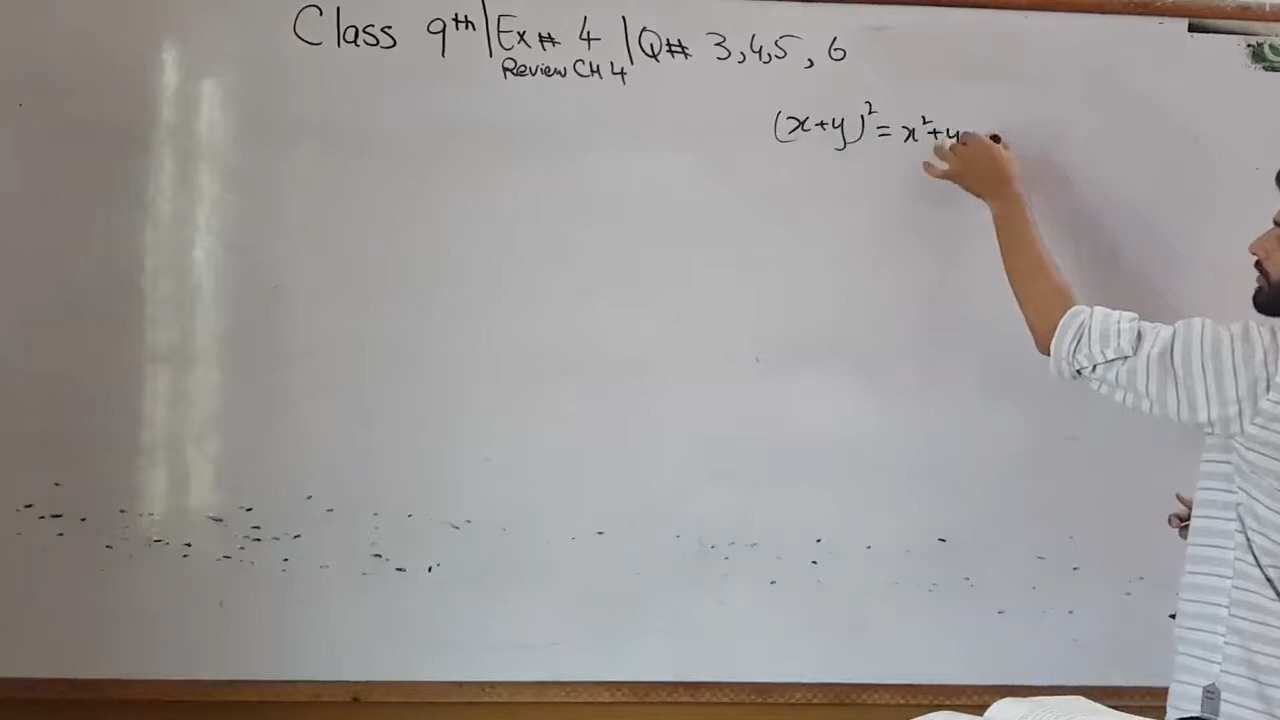 Class 9th | Ex # 4 | Q# 3,4,5,6
Review CH 4
(x+y)² = x²+y